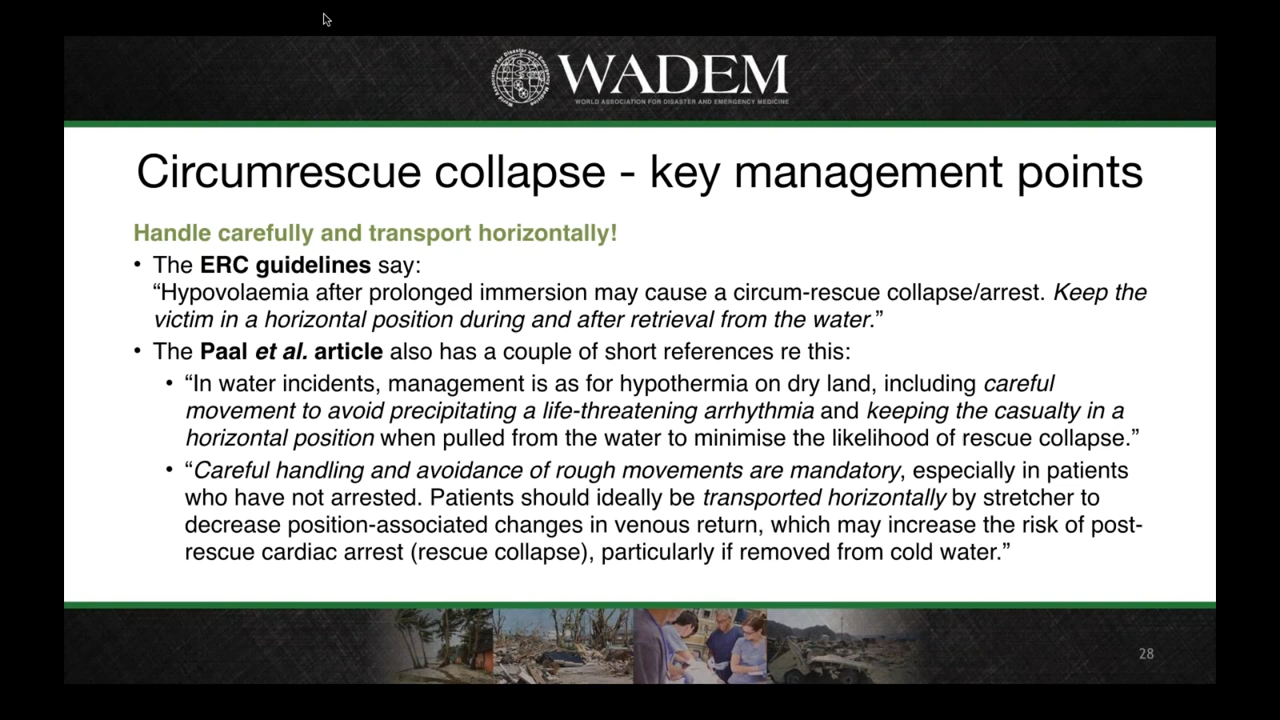 WADEM
WORLD ASSOCIATION FOR DISASTER AND EMERGENCY MEDICINE
Circumrescue collapse - key management points
Handle carefully and transport horizontally!
• The ERC guidelines say:
“Hypovolaemia after prolonged immersion may cause a circum-rescue collapse/arrest. Keep the
victim in a horizontal position during and after retrieval from the water.”
• The Paal et al. article also has a couple of short references re this:
• “In water incidents, management is as for hypothermia on dry land, including careful
movement to avoid precipitating a life-threatening arrhythmia and keeping the casualty in a
horizontal position when pulled from the water to minimise the likelihood of rescue collapse.”
• “Careful handling and avoidance of rough movements are mandatory, especially in patients
who have not arrested. Patients should ideally be transported horizontally by stretcher to
decrease position-associated changes in venous return, which may increase the risk of post-
rescue cardiac arrest (rescue collapse), particularly if removed from cold water.”
28